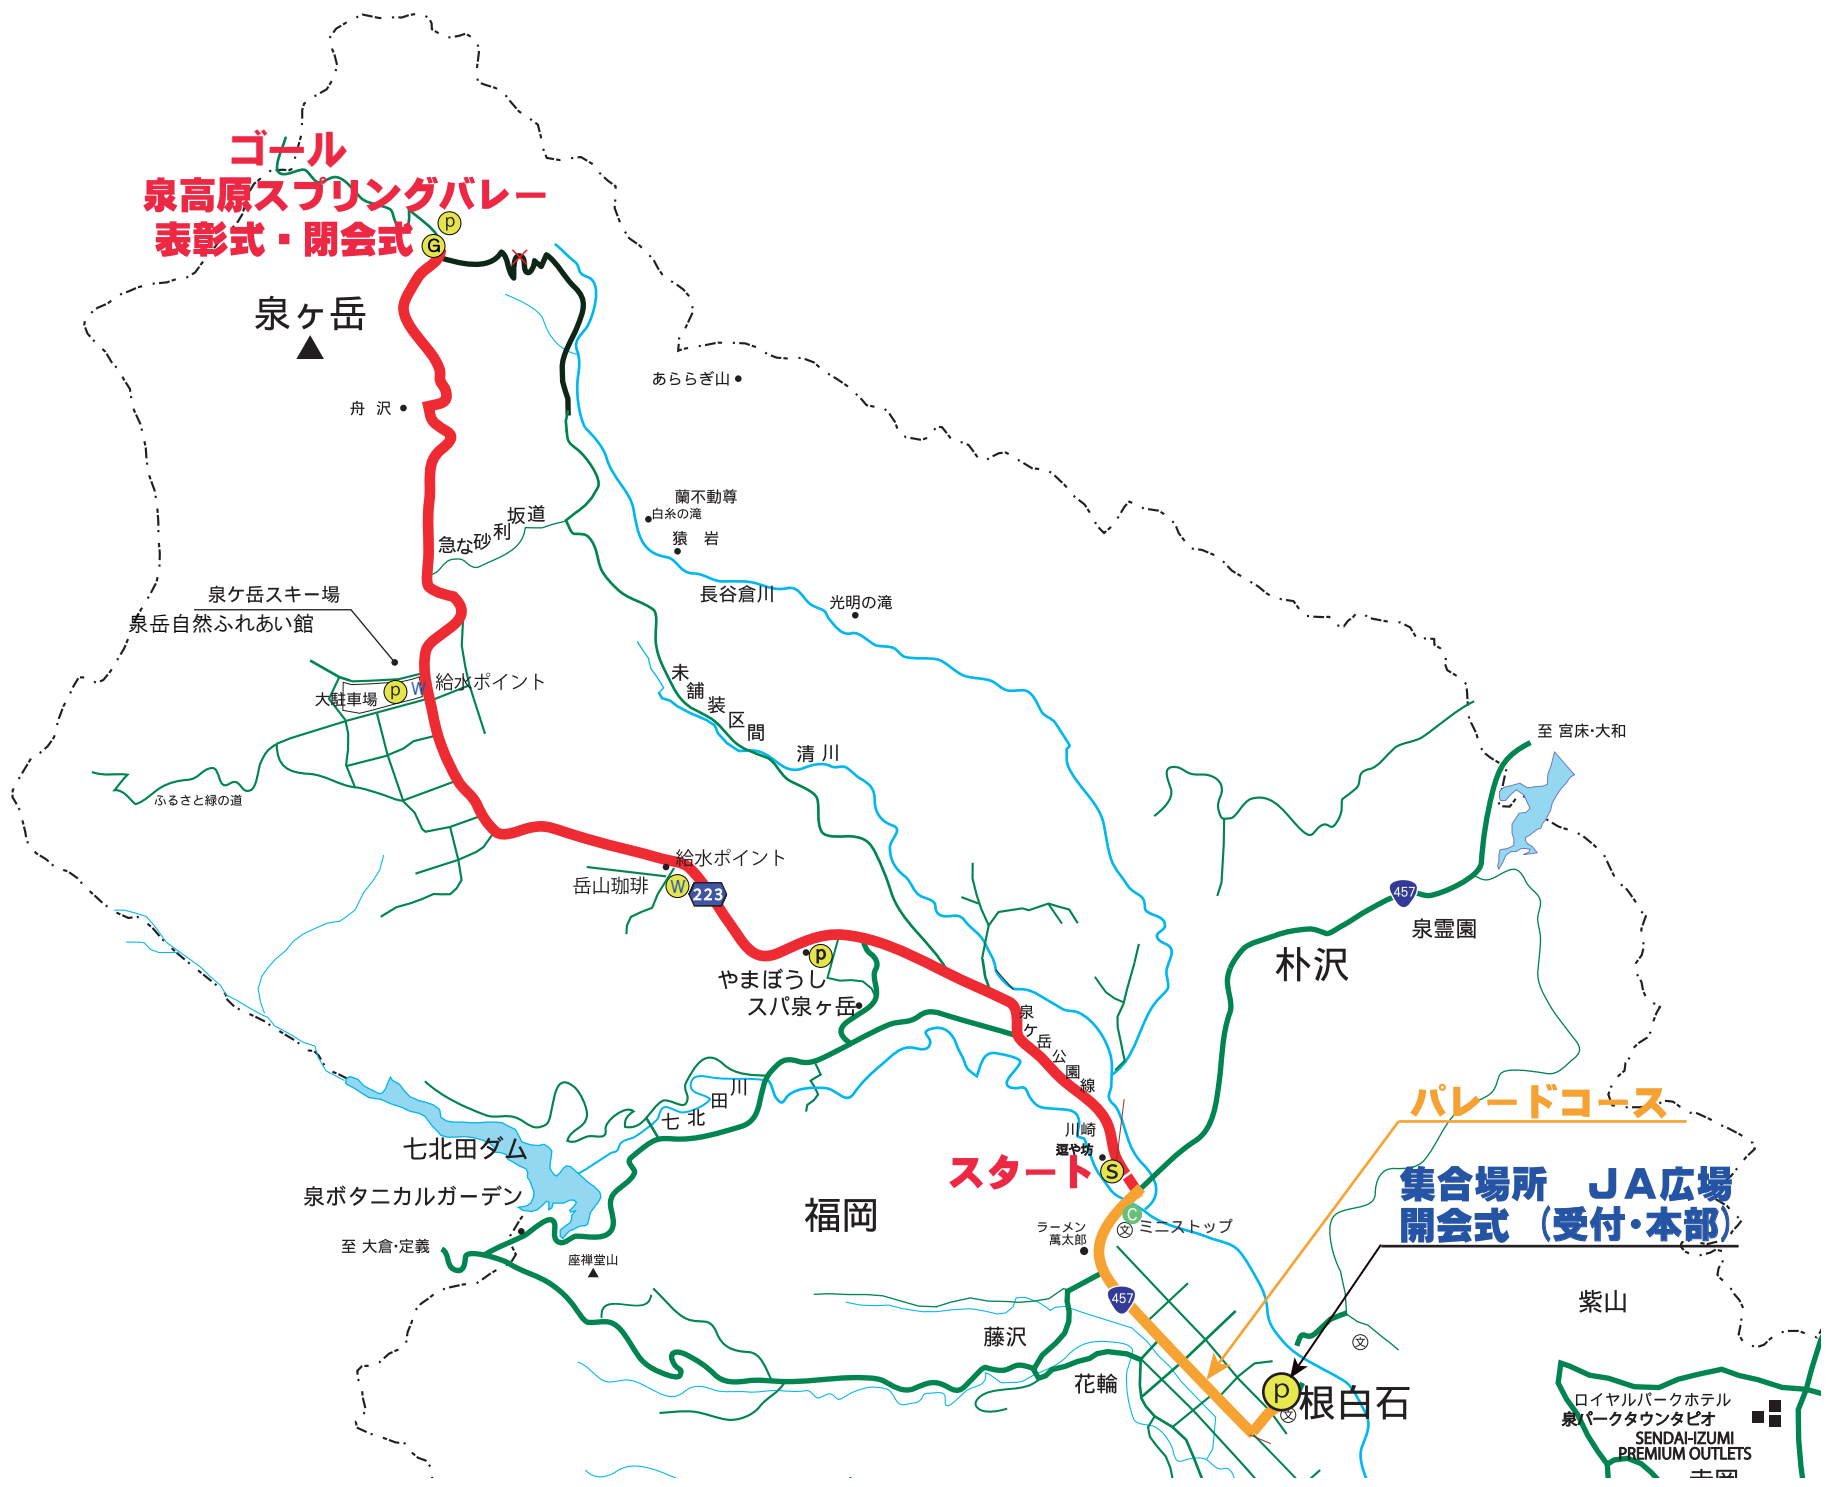 ゴール
泉高原スプリングバレー
表彰式・閉会式
p
G
泉ヶ岳
あららぎ山
舟 沢
蘭不動尊
白糸の滝
猿 岩
急な砂利坂道
長谷倉川
光明の滝
泉ケ岳スキー場
泉岳自然ふれあい館
大駐車場
p
W
給水ポイント
未舗装区間
清川
至 宮床・大和
ふるさと緑の道
給水ポイント
岳山珈琲
W
223
457
泉霊園
朴沢
p
やまぼうし
スパ泉ヶ岳
泉ケ岳公園線
七北田川
川崎
逗や坊
スタート
S
パレードコース
七北田ダム
泉ボタニカルガーデン
集合場所 JA広場
開会式 (受付・本部)
福岡
C
文
ミニストップ
ラーメン
萬太郎
至 大倉・定義
座禅堂山
457
紫山
藤沢
文
花輪
p
根白石
文
ロイヤルパークホテル
泉パークタウンタピオ
SENDAI-IZUMI
PREMIUM OUTLETS